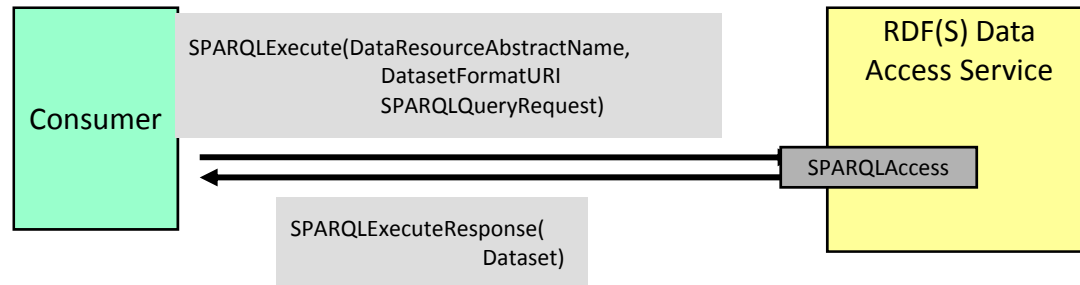 Consumer
SPARQLExecute(DataResourceAbstractName,
DatasetFormatURI
SPARQLQueryRequest)
RDF(S) Data
Access Service
SPARQLAccess
SPARQLExecuteResponse(
Dataset)